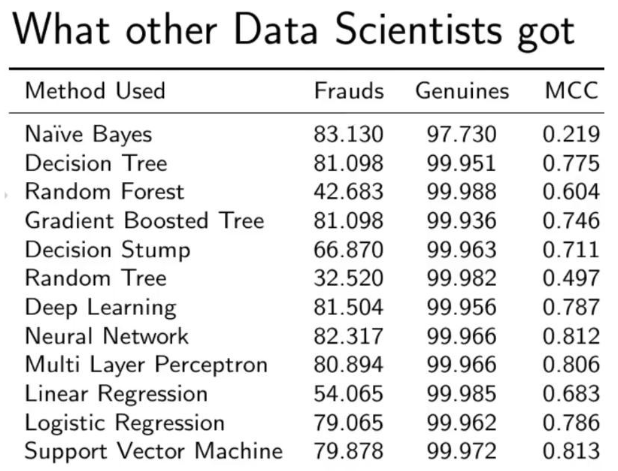 What other Data Scientists got
Method Used Frauds Genuines MCC
Naïve Bayes 83.130 97.730 0.219
Decision Tree 81.098 99.951 0.775
Random Forest 42.683 99.988 0.604
Gradient Boosted Tree 81.098 99.936 0.746
Decision Stump 66.870 99.963 0.711
Random Tree 32.520 99.982 0.497
Deep Learning 81.504 99.956 0.787
Neural Network 82.317 99.966 0.812
Multi Layer Perceptron 80.894 99.966 0.806
Linear Regression 54.065 99.985 0.683
Logistic Regression 79.065 99.962 0.786
Support Vector Machine 79.878 99.972 0.813